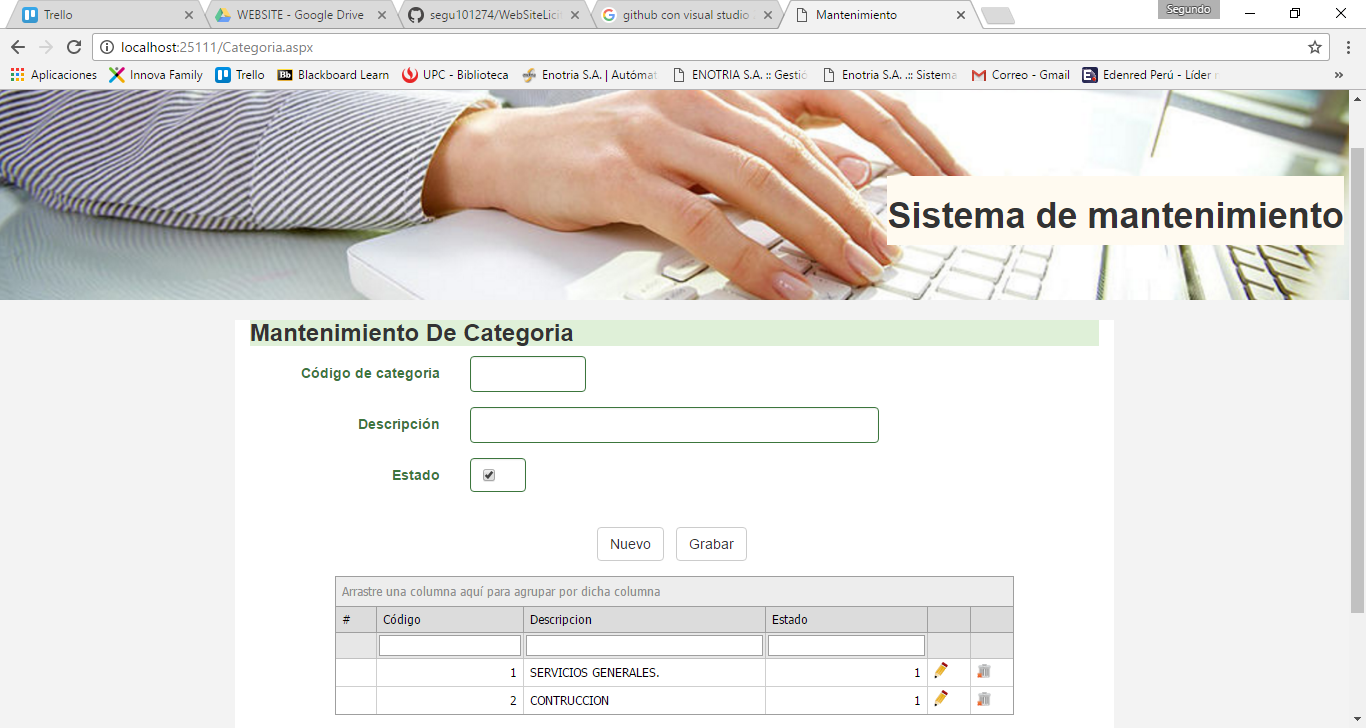 Trello
WEBSITE - Google Drive
segu101274/WebSiteLici
github con visual studio
Mantenimiento
Segundo
localhost:25111/Categoria.aspx
Aplicaciones
Innova Family
Trello
Bb Blackboard Learn
UPC - Biblioteca
Enotria S.A. | Autómat
ENOTRIA S.A. :: Gestió
Enotria S.A. .:: Sistema
Correo - Gmail
Edenred Perú - Líder
»
Sistema de mantenimiento
Mantenimiento De Categoria
Código de categoria
Descripción
Estado
Nuevo Grabar
Arrastre una columna aquí para agrupar por dicha columna
# Código Descripcion Estado
1 SERVICIOS GENERALES. 1
2 CONTRUCCION 1